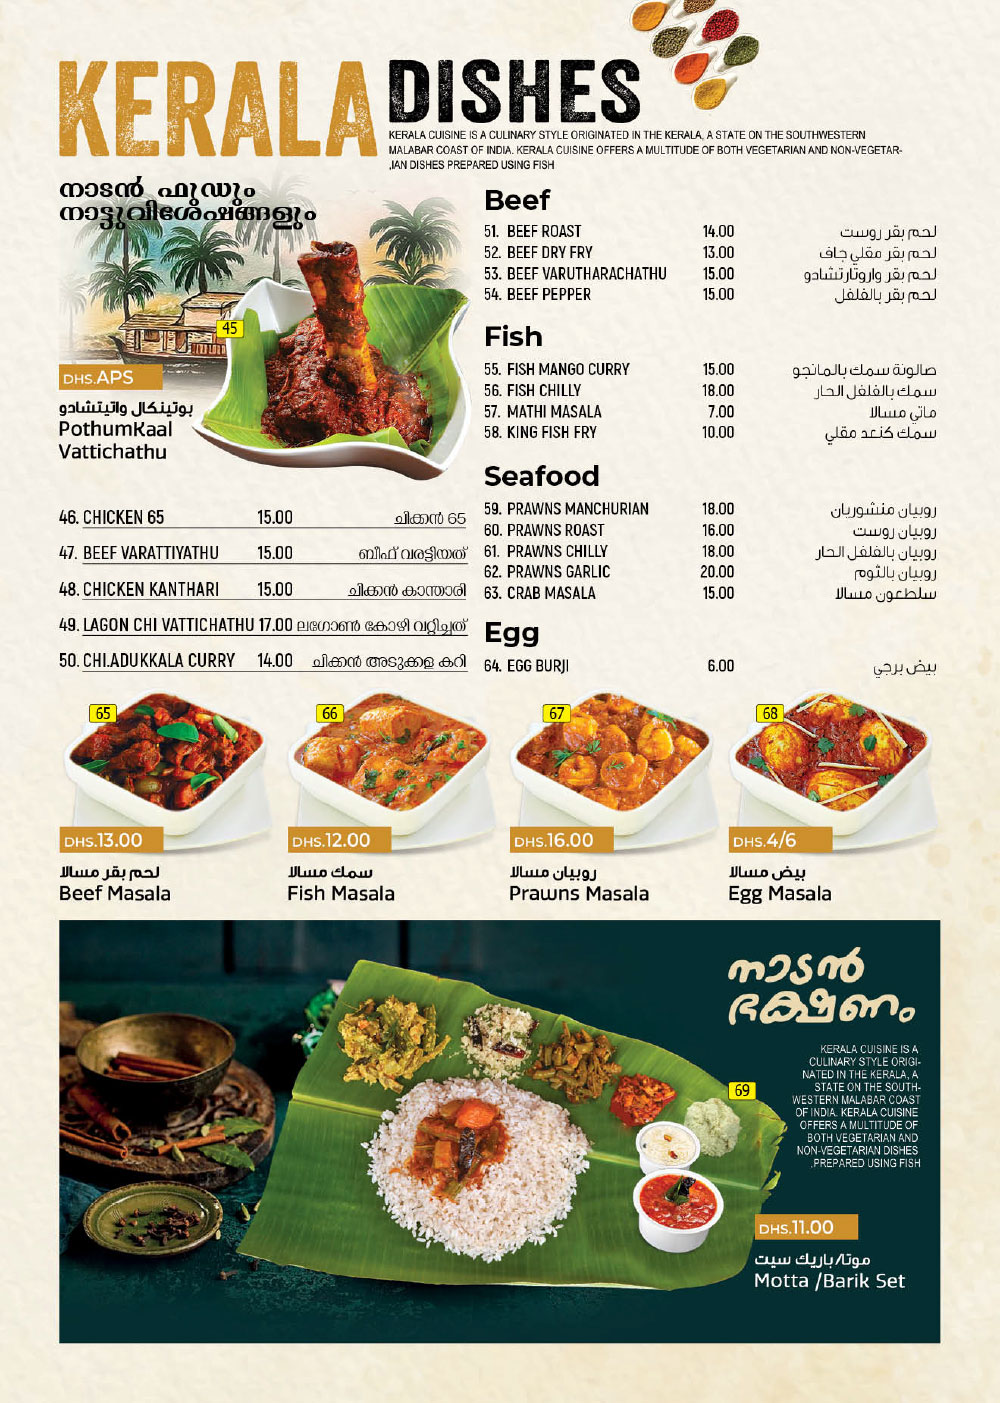 KERALA DISHES
KERALA CUISINE IS A CULINARY STYLE ORIGINATED IN THE KERALA, A STATE ON THE SOUTHWESTERN
MALABAR COAST OF INDIA. KERALA CUISINE OFFERS A MULTITUDE OF BOTH VEGETARIAN AND NON-VEGETAR-
,IAN DISHES PREPARED USING FISH
നാടൻ ഫുഡും
നാട്ടുവിശേഷങ്ങളും
45
DHS.APS
بوتينكال واتيتشادو
PothumKaal
Vattichathu
46. CHICKEN 65 15.00 ചിക്കൻ 65
47. BEEF VARATTIYATHU 15.00 ബീഫ് വരട്ടിയത്
48. CHICKEN KANTHARI 15.00 ചിക്കൻ കാന്താരി
49. LAGON CHI VATTICHATHU 17.00 ലഗോൺ കോഴി വറ്റിച്ചത്
50. CHI.ADUKKALA CURRY 14.00 ചിക്കൻ അടുക്കള കറി
Beef
51. BEEF ROAST 14.00 لحم بقر روست
52. BEEF DRY FRY 13.00 لحم بقر مقلي جاف
53. BEEF VARUTHARACHATHU 15.00 لحم بقر واروتارتشادو
54. BEEF PEPPER 15.00 لحم بقر بالفلفل
Fish
55. FISH MANGO CURRY 15.00 صالونة سمك بالمانجو
56. FISH CHILLY 18.00 سمك بالفلفل الحار
57. MATHI MASALA 7.00 ماتي مسالا
58. KING FISH FRY 10.00 سمك كنعد مقلي
Seafood
59. PRAWNS MANCHURIAN 18.00 روبيان منشوريان
60. PRAWNS ROAST 16.00 روبيان روست
61. PRAWNS CHILLY 18.00 روبيان بالفلفل الحار
62. PRAWNS GARLIC 20.00 روبيان بالثوم
63. CRAB MASALA 15.00 سلطعون مسالا
Egg
64. EGG BURJI 6.00 بيض برجي
65
DHS.13.00
لحم بقر مسالا
Beef Masala
66
DHS.12.00
سمك مسالا
Fish Masala
67
DHS.16.00
روبيان مسالا
Prawns Masala
68
DHS.4/6
بيض مسالا
Egg Masala
നാടൻ
ഭക്ഷണം
KERALA CUISINE IS A
CULINARY STYLE ORIGI-
NATED IN THE KERALA, A
STATE ON THE SOUTH-
WESTERN MALABAR COAST
OF INDIA. KERALA CUISINE
OFFERS A MULTITUDE OF
BOTH VEGETARIAN AND
NON-VEGETARIAN DISHES
.PREPARED USING FISH
69
DHS.11.00
موتا/باريك سيت
Motta /Barik Set